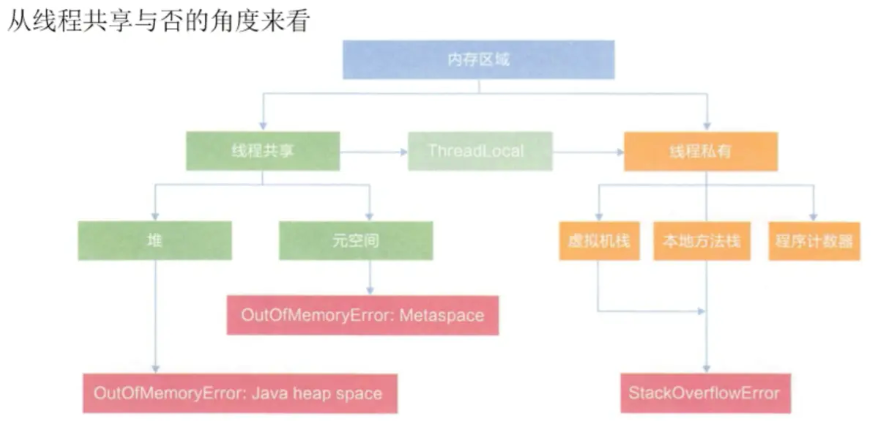 从线程共享与否的角度来看
内存区域
线程共享
ThreadLocal
线程私有
堆
元空间
虚拟机栈
本地方法栈
程序计数器
OutOfMemoryError: Metaspace
OutOfMemoryError: Java heap space
StackOverflowError